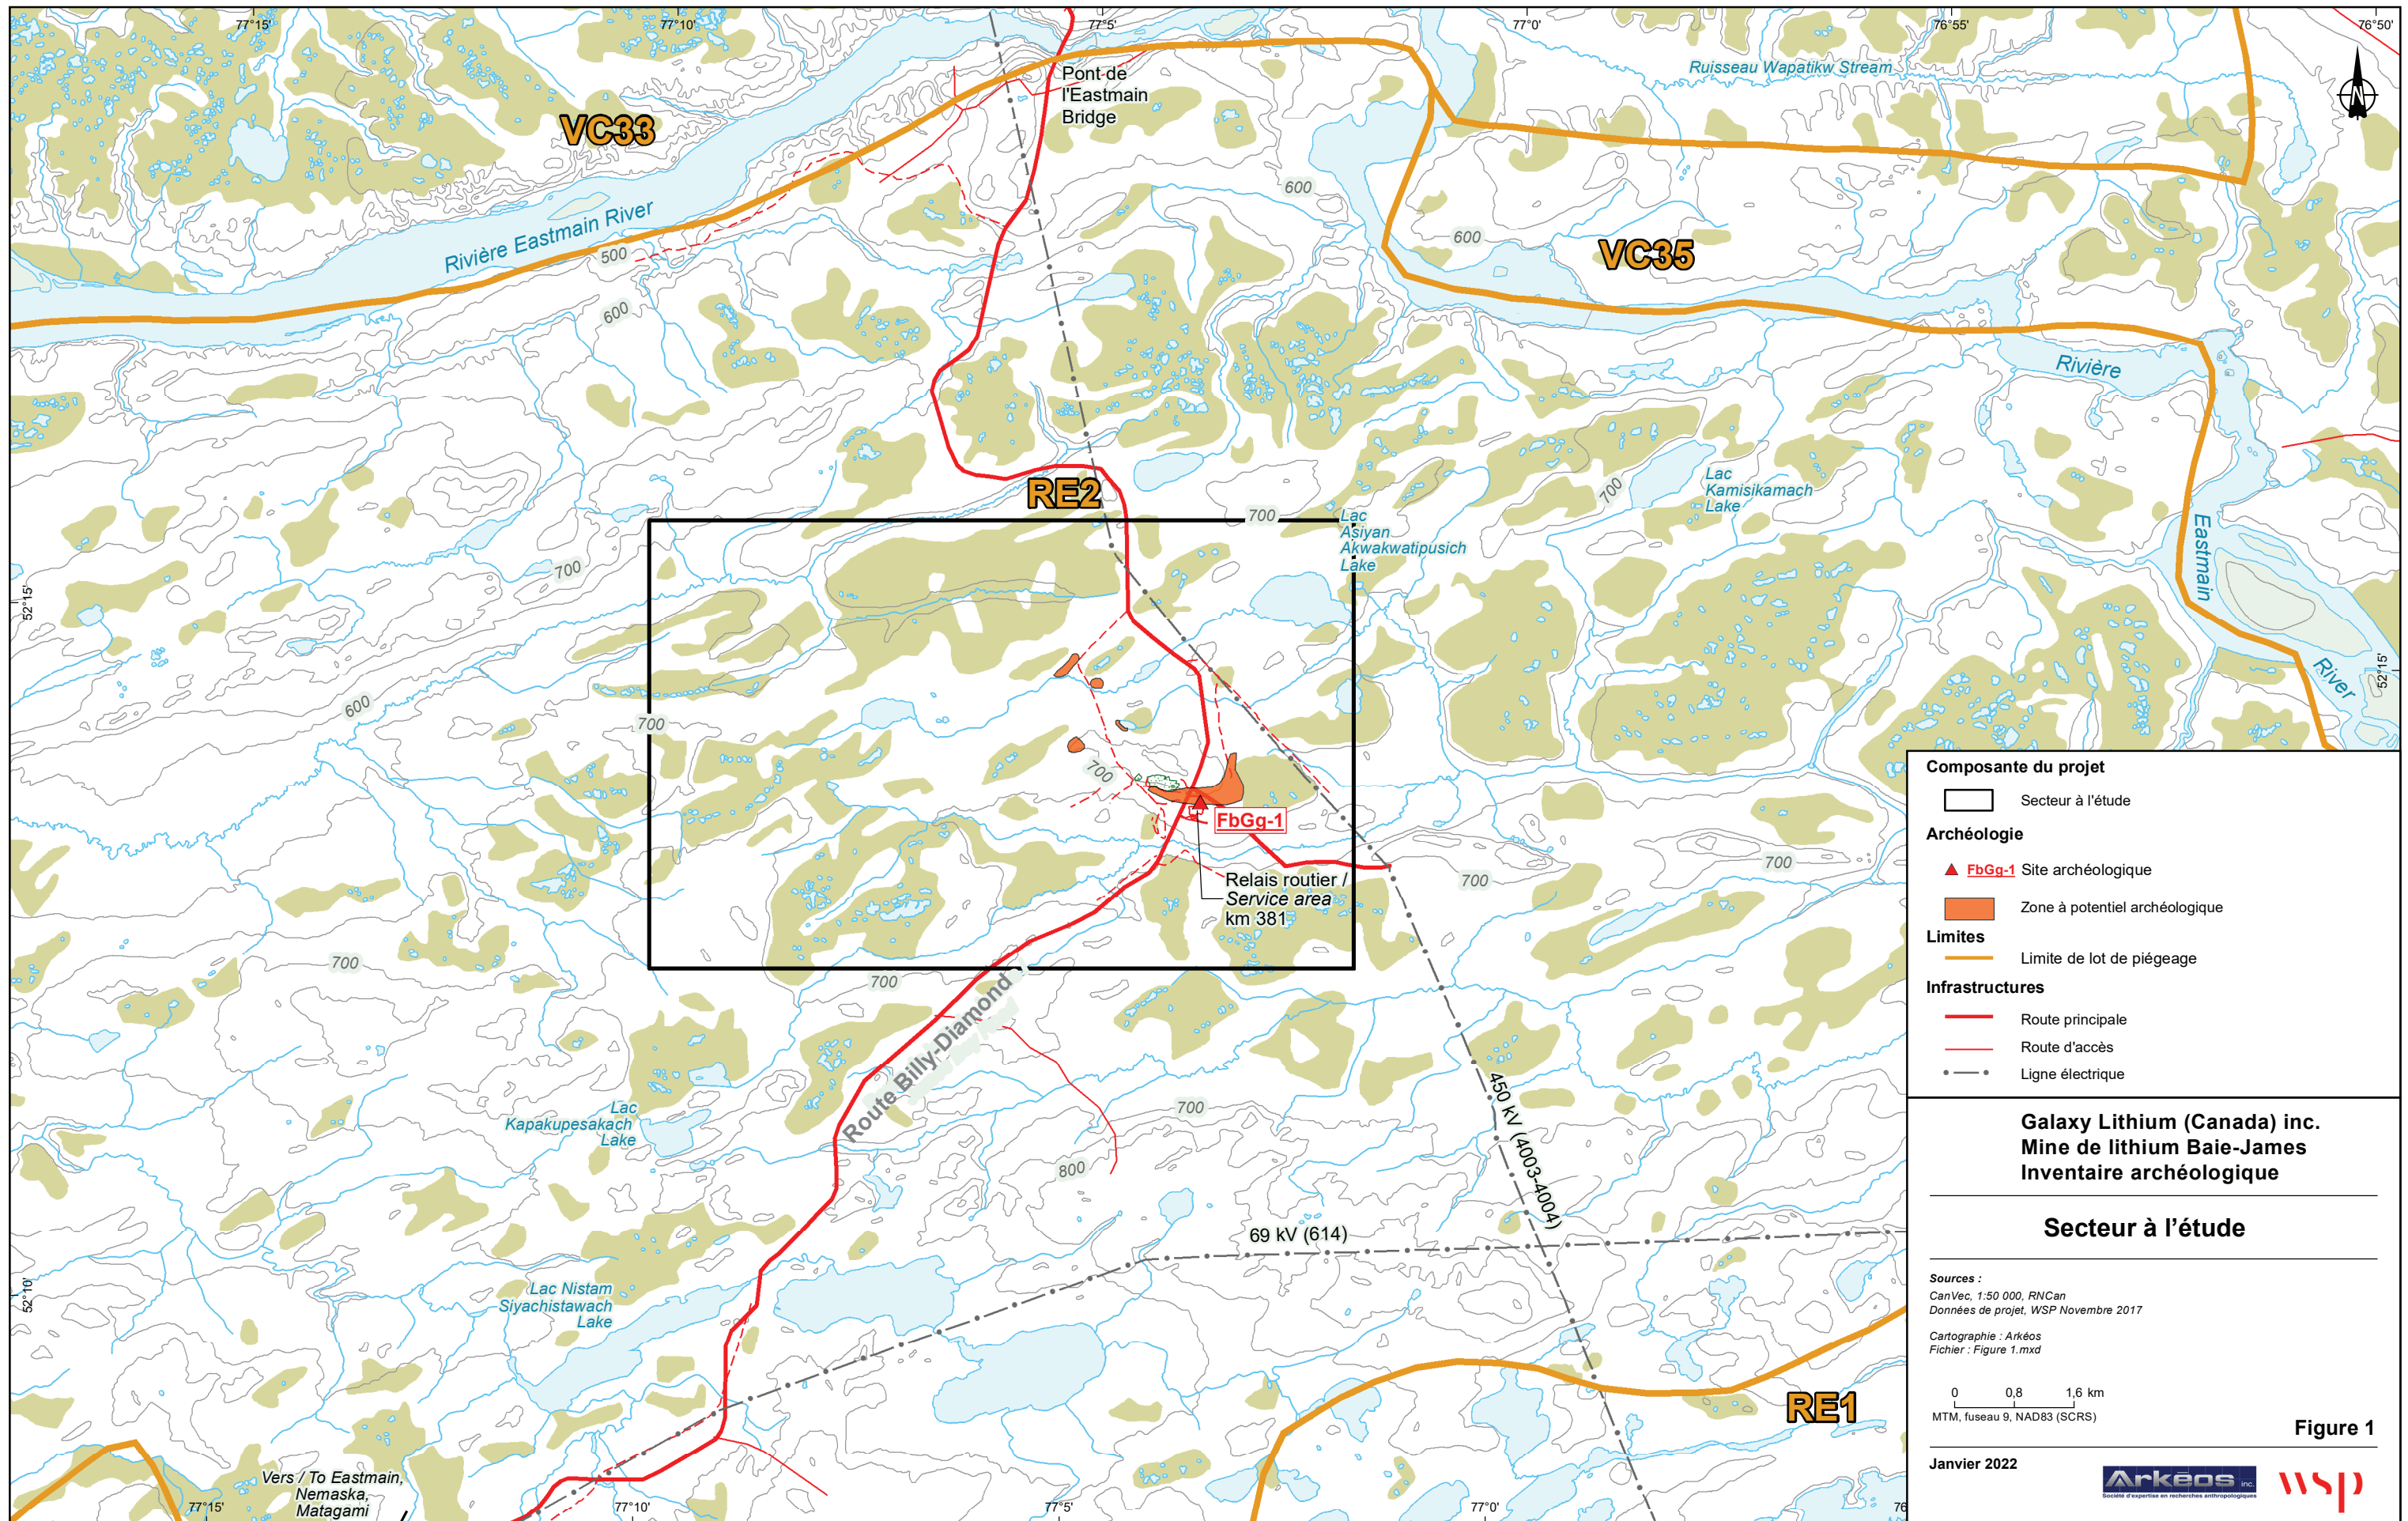 77°15'
77°10'
77°5'
77°0'
76°55'
76°50'
Pont de
l'Eastmain
Bridge
Ruisseau Wapatikw Stream
N
VC33
600
Rivière Eastmain River
500
600
600
VC35
Rivière
RE2
700
Lac
Asiyan
Akwakwatipusich
Lake
700
Lac
Kamisikamach
Lake
Eastmain
River
52°15'
52°15'
700
600
700
700
FbGg-1
Relais routier /
Service area
km 381
700
700
700
700
Route Billy-Diamond
Lac
Kapakupesakach
Lake
700
800
450 kV (4003-4004)
69 kV (614)
52°10'
Lac Nistam
Siyachistawach
Lake
RE1
Vers / To Eastmain,
Nemaska,
Matagami
77°15'
77°10'
77°5'
77°0'
76
Composante du projet
Secteur à l'étude
Archéologie
FbGg-1 Site archéologique
Zone à potentiel archéologique
Limites
Limite de lot de piégeage
Infrastructures
Route principale
Route d'accès
Ligne électrique
Galaxy Lithium (Canada) inc.
Mine de lithium Baie-James
Inventaire archéologique
Secteur à l’étude
Sources :
CanVec, 1:50 000, RNCan
Données de projet, WSP Novembre 2017
Cartographie : Arkéos
Fichier : Figure 1.mxd
0 0,8 1,6 km
MTM, fuseau 9, NAD83 (SCRS)
Figure 1
Janvier 2022
Arkéos inc.
Société d'expertise en recherches anthropologiques
wsp